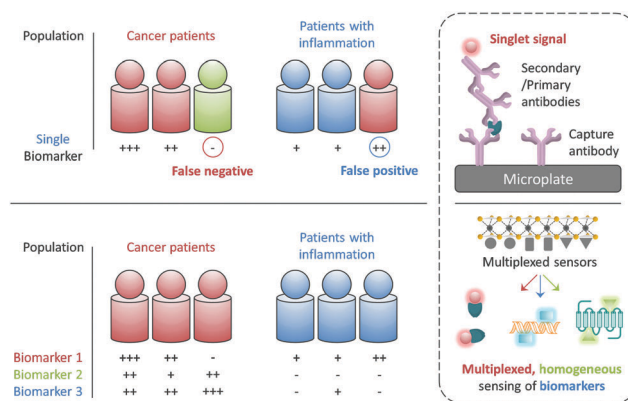 Population
Cancer patients
Patients with
inflammation
Single
Biomarker
+++ ++ - + + ++
False negative
False positive
Singlet signal
Secondary
/Primary
antibodies
Capture
antibody
Microplate
Population
Cancer patients
Patients with
inflammation
Biomarker 1 +++ ++ - + + ++
Biomarker 2 ++ + ++ - - -
Biomarker 3 ++ ++ +++ - + -
Multiplexed sensors
Multiplexed, homogeneous
sensing of biomarkers